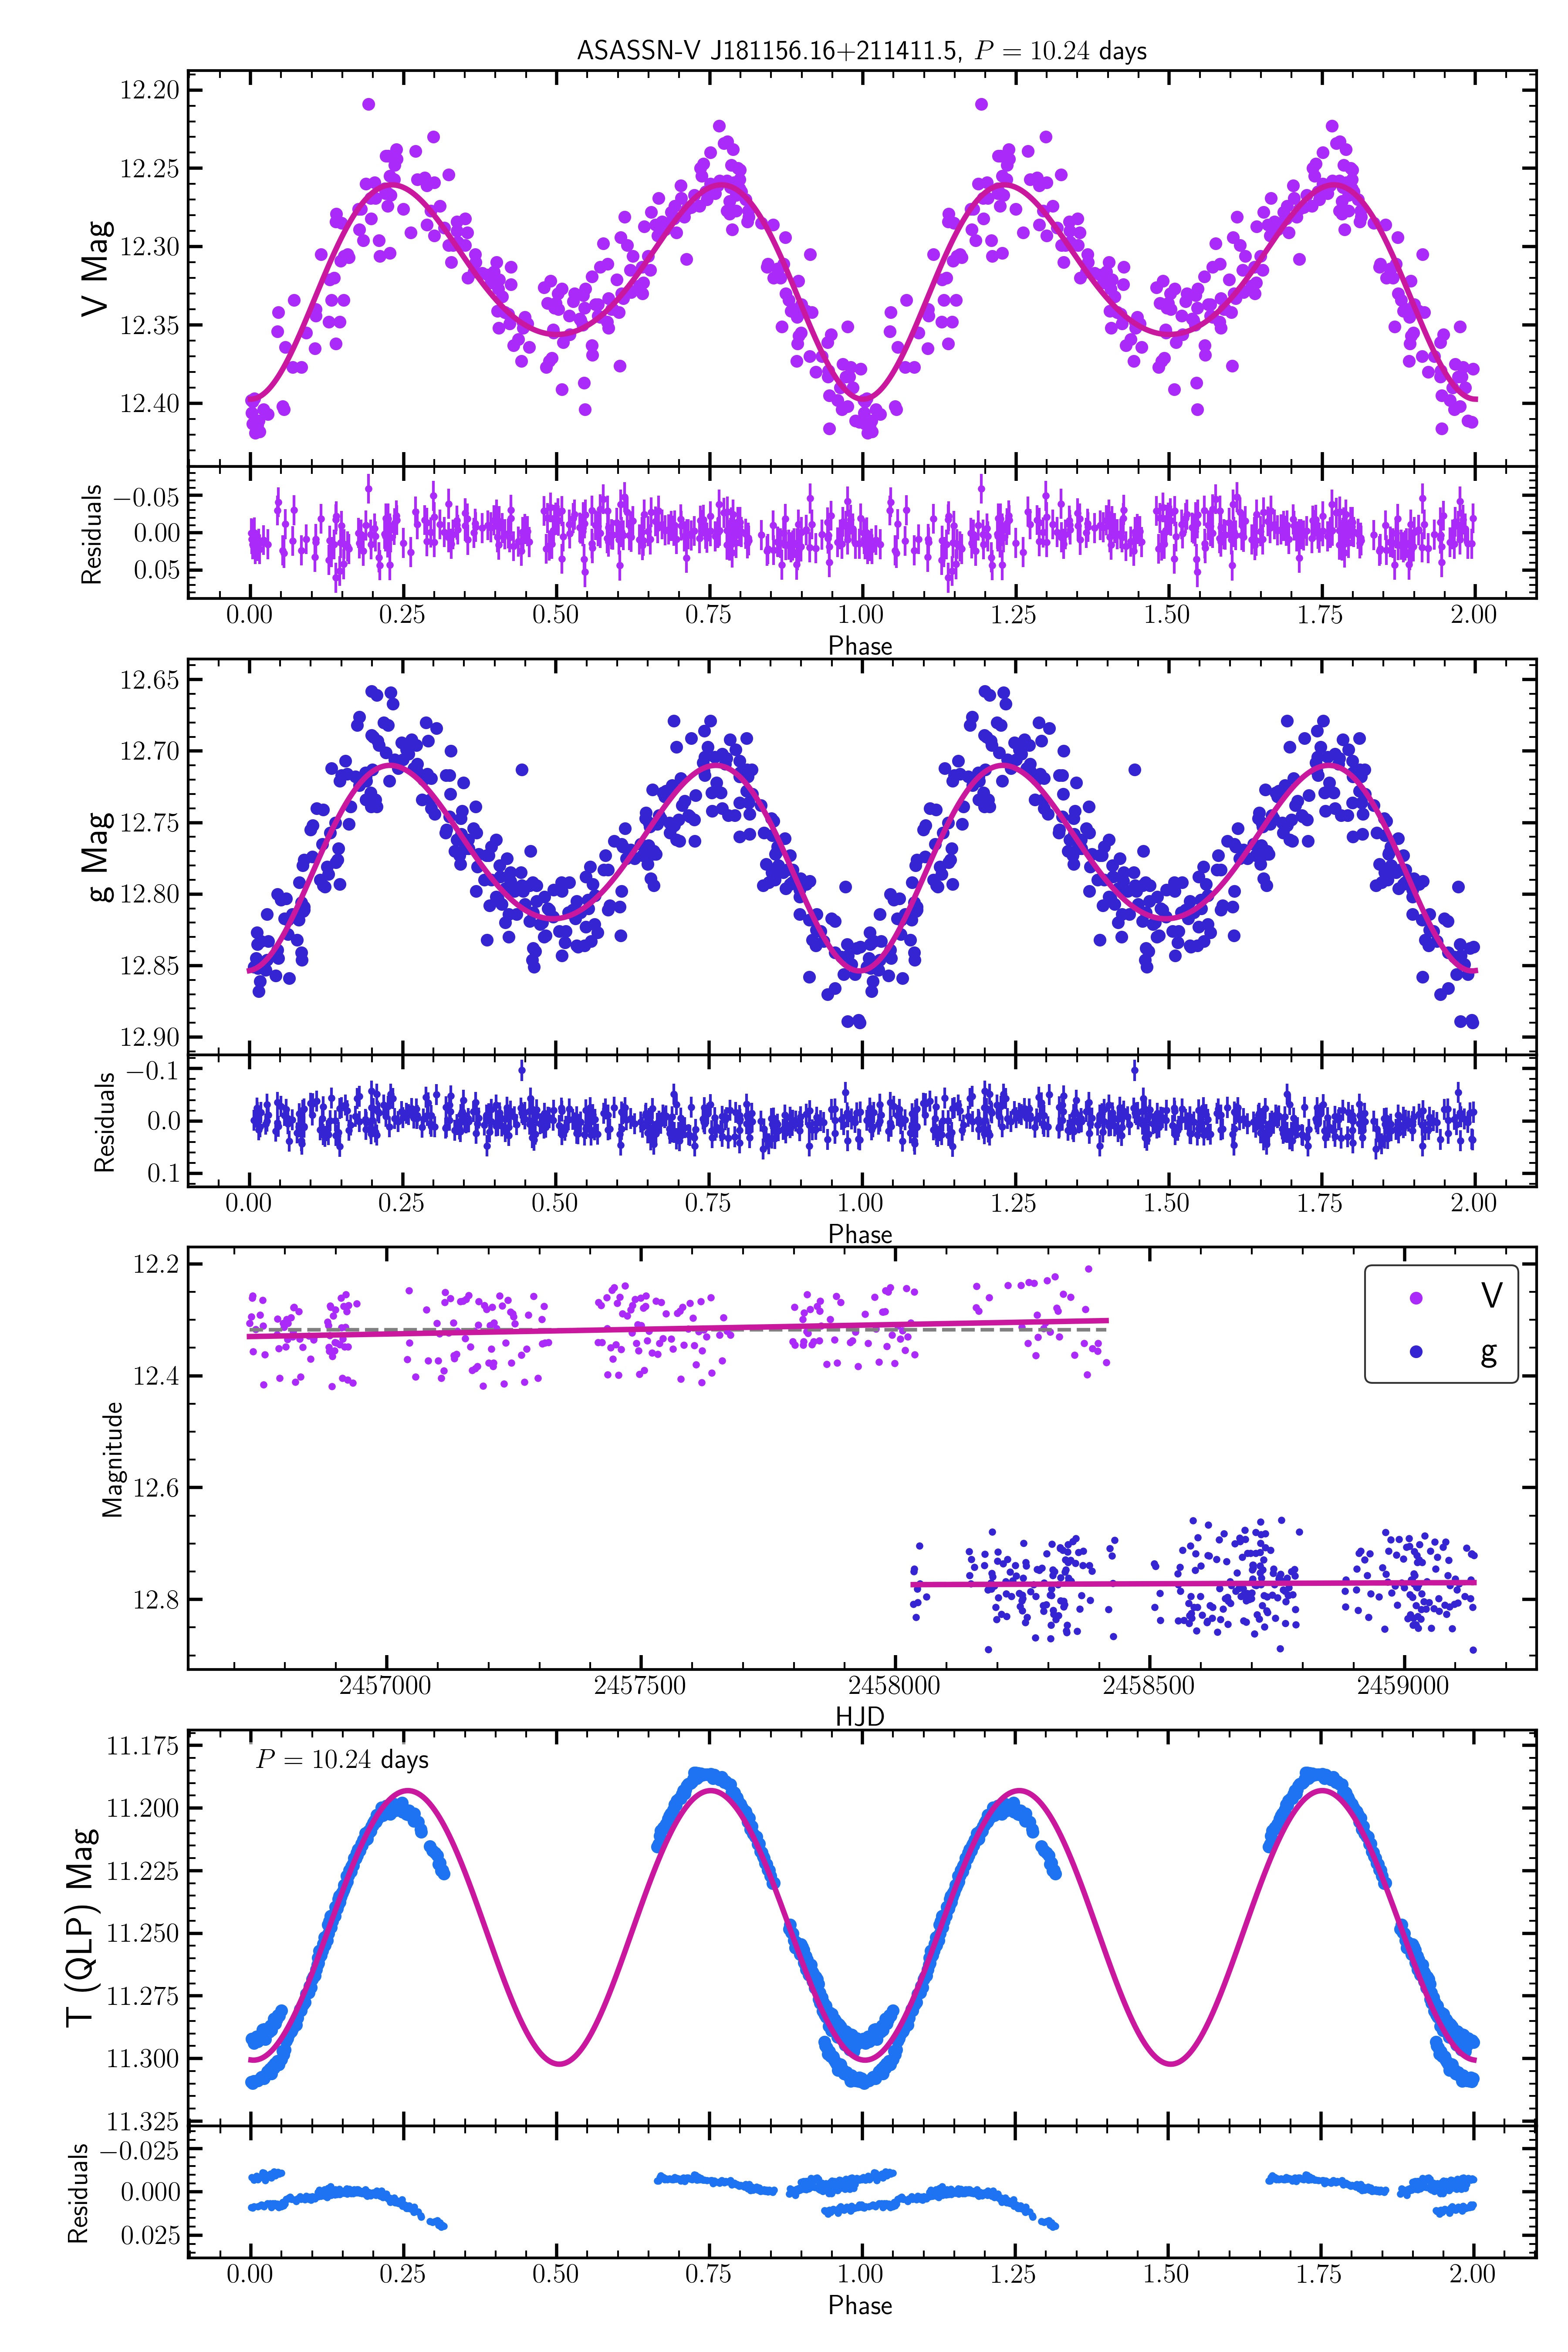 ASASSN-V J181156.16+211411.5, P = 10.24 days
12.20
12.25
12.30
12.35
12.40
V Mag
−0.05
0.00
0.05
Residuals
0.00 0.25 0.50 0.75 1.00 1.25 1.50 1.75 2.00
Phase
12.65
12.70
12.75
12.80
12.85
12.90
g Mag
−0.1
0.0
0.1
Residuals
0.00 0.25 0.50 0.75 1.00 1.25 1.50 1.75 2.00
Phase
12.2
12.4
12.6
12.8
Magnitude
V
g
2457000 2457500 2458000 2458500 2459000
HJD
P = 10.24 days
11.175
11.200
11.225
11.250
11.275
11.300
11.325
T (QLP) Mag
−0.025
0.000
0.025
Residuals
0.00 0.25 0.50 0.75 1.00 1.25 1.50 1.75 2.00
Phase